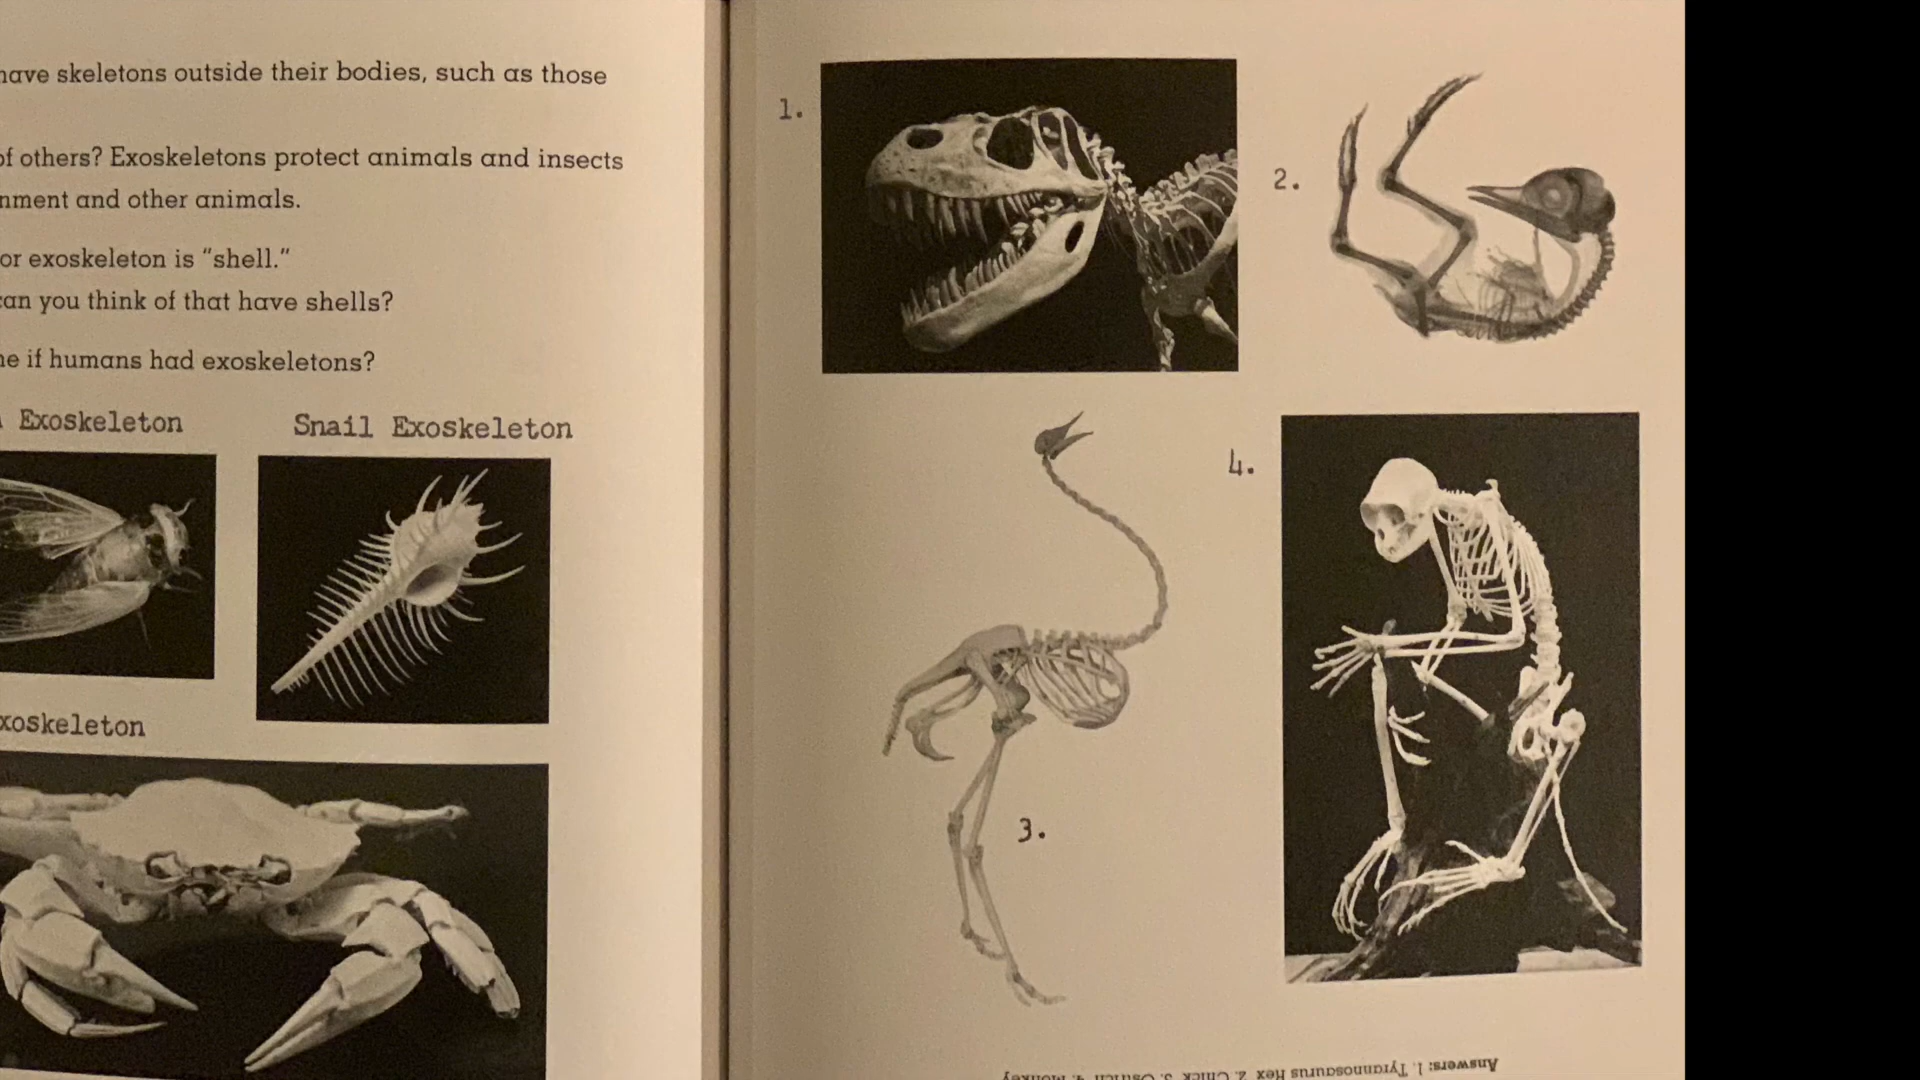 have skeletons outside their bodies, such as those
of others? Exoskeletons protect animals and insects
nment and other animals.
or exoskeleton is “shell.”
can you think of that have shells?
e if humans had exoskeletons?
Exoskeleton
Snail Exoskeleton
xoskeleton
1.
2.
3.
4.
Answers: 1. Tyrannosaurus Rex 2. Chick 3. Ostrich 4. Monkey